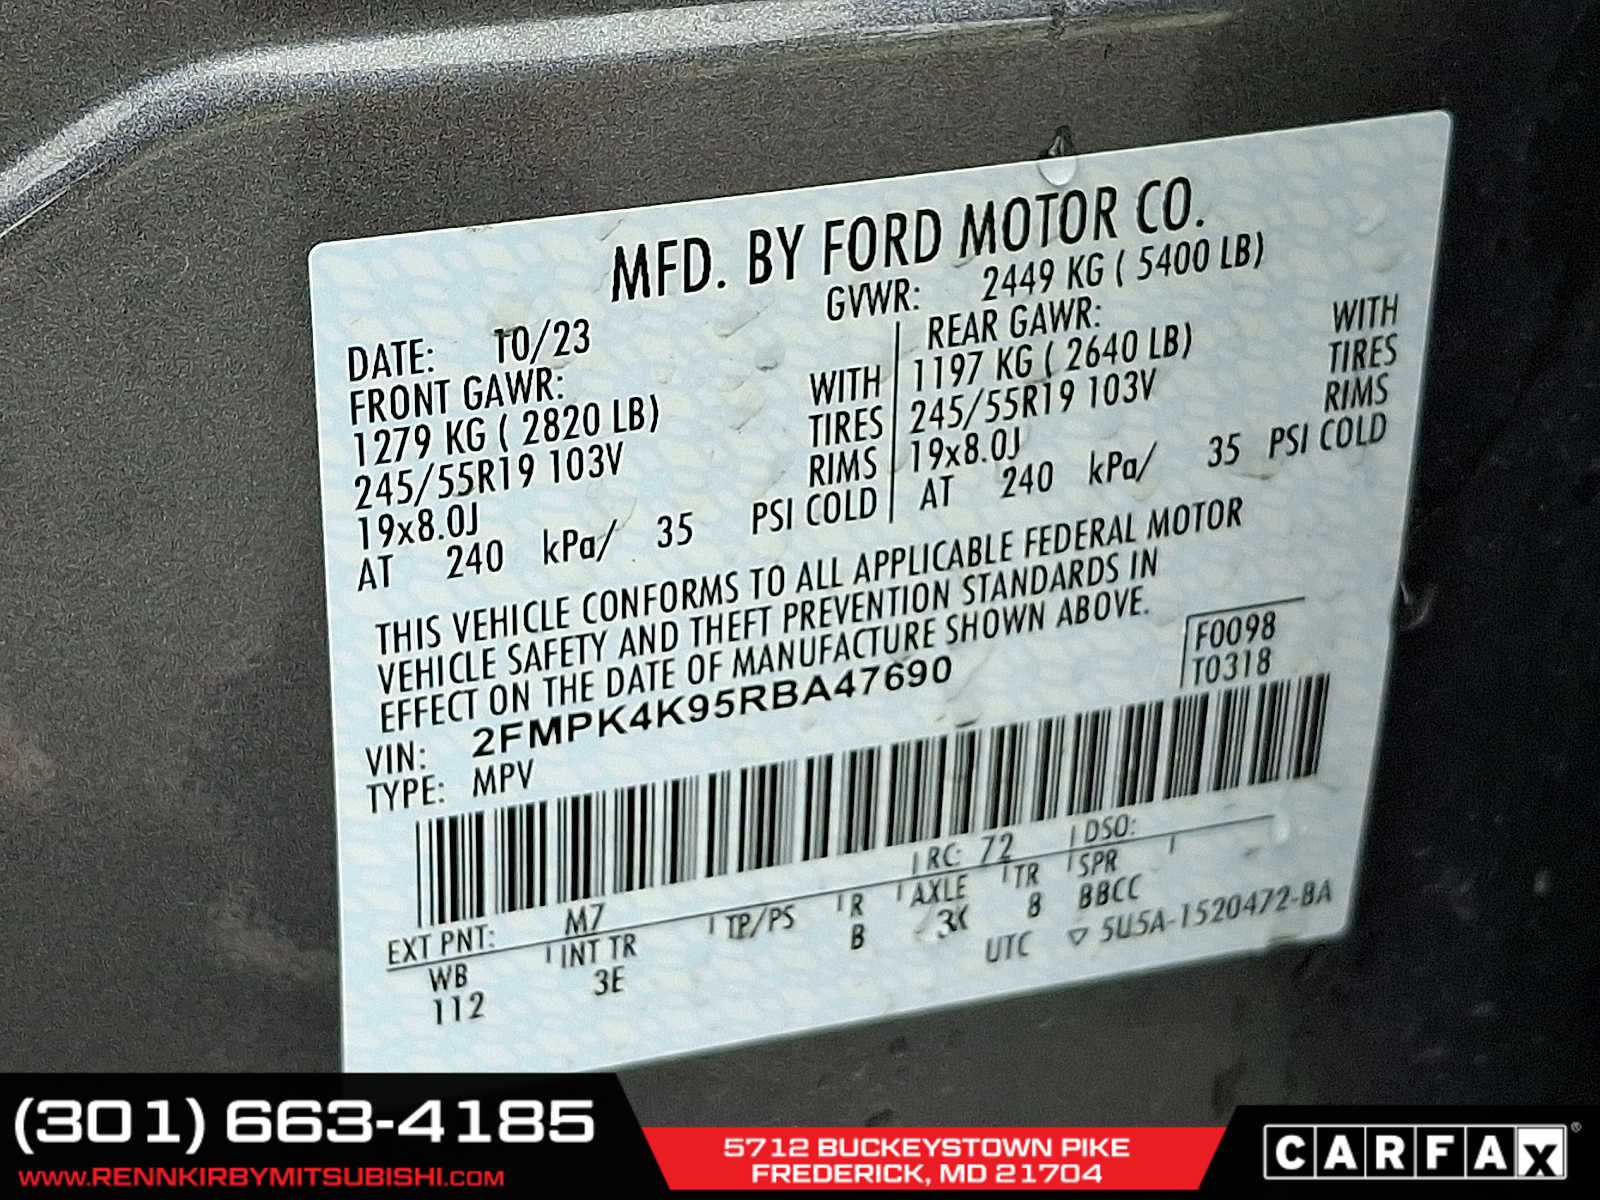 MFD. BY FORD MOTOR CO.
DATE: 10/23 GVWR: 2449 KG ( 5400 LB)
FRONT GAWR: REAR GAWR:
1279 KG ( 2820 LB) WITH 1197 KG ( 2640 LB) WITH
245/55R19 103V TIRES 245/55R19 103V TIRES
19x8.0J RIMS 19x8.0J RIMS
AT 240 kPa/ 35 PSI COLD AT 240 kPa/ 35 PSI COLD
THIS VEHICLE CONFORMS TO ALL APPLICABLE FEDERAL MOTOR
VEHICLE SAFETY AND THEFT PREVENTION STANDARDS IN
EFFECT ON THE DATE OF MANUFACTURE SHOWN ABOVE.
F0098
VIN: 2FMPK4K95RBA47690 T0318
TYPE: MPV
EXT PNT: M7 RC: 72 DSO:
WB INT TR TP/PS R AXLE TR SPR
112 3E B 3K 8 BBCC
UTC ▽ 5U5A-1520472-BA
(301) 663-4185
WWW.RENNKIRBYMITSUBISHI.COM
5712 BUCKEYSTOWN PIKE
FREDERICK, MD 21704
CARFAX®